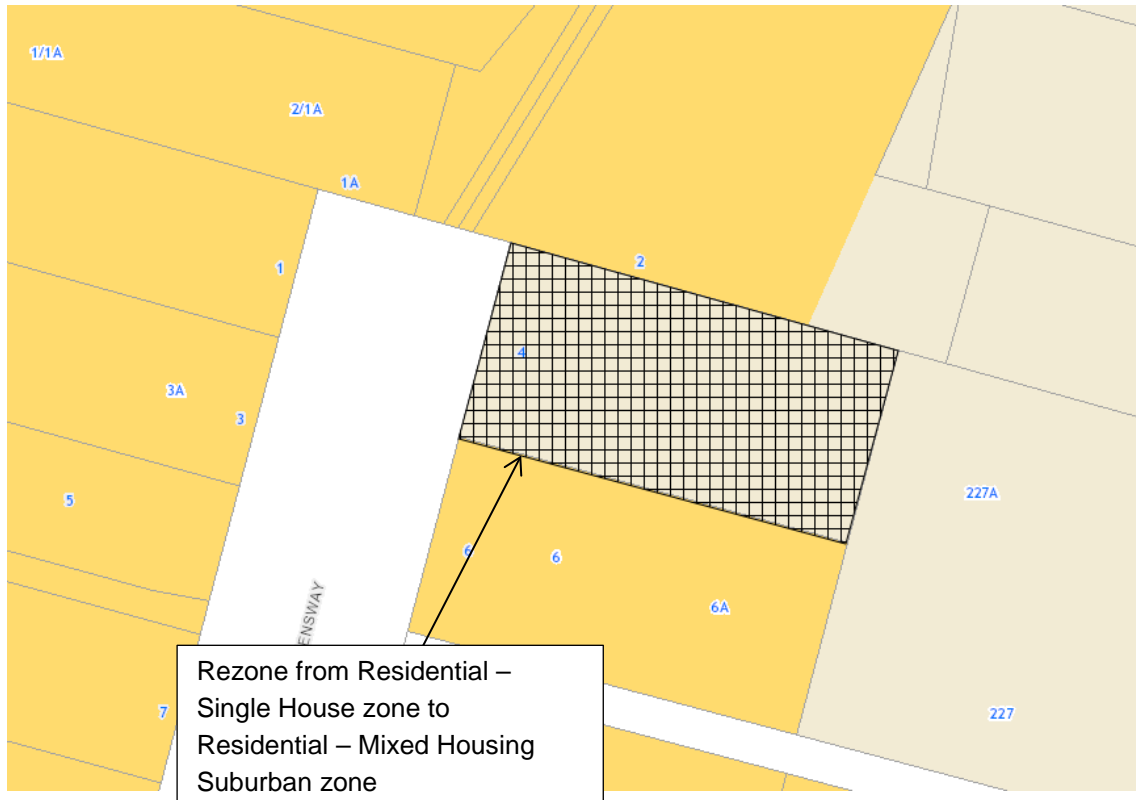 1/1A
2/1A
1A
1
2
4
3A
3
5
227A
6
6
6A
ENSWAY
7
227
Rezone from Residential –
Single House zone to
Residential – Mixed Housing
Suburban zone